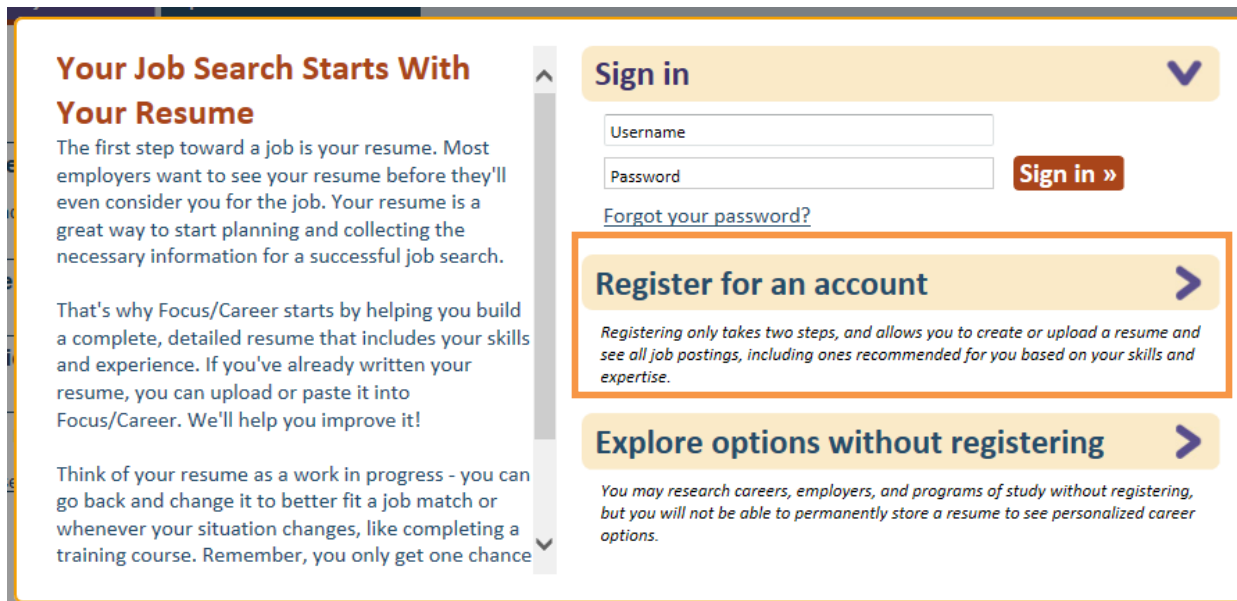 Your Job Search Starts With
Your Resume
The first step toward a job is your resume. Most
employers want to see your resume before they'll
even consider you for the job. Your resume is a
great way to start planning and collecting the
necessary information for a successful job search.
That's why Focus/Career starts by helping you build
a complete, detailed resume that includes your skills
and experience. If you've already written your
resume, you can upload or paste it into
Focus/Career. We'll help you improve it!
Think of your resume as a work in progress - you can
go back and change it to better fit a job match or
whenever your situation changes, like completing a
training course. Remember, you only get one chance
Sign in
Username
Password
Sign in »
Forgot your password?
Register for an account
Registering only takes two steps, and allows you to create or upload a resume and
see all job postings, including ones recommended for you based on your skills and
expertise.
Explore options without registering
You may research careers, employers, and programs of study without registering,
but you will not be able to permanently store a resume to see personalized career
options.